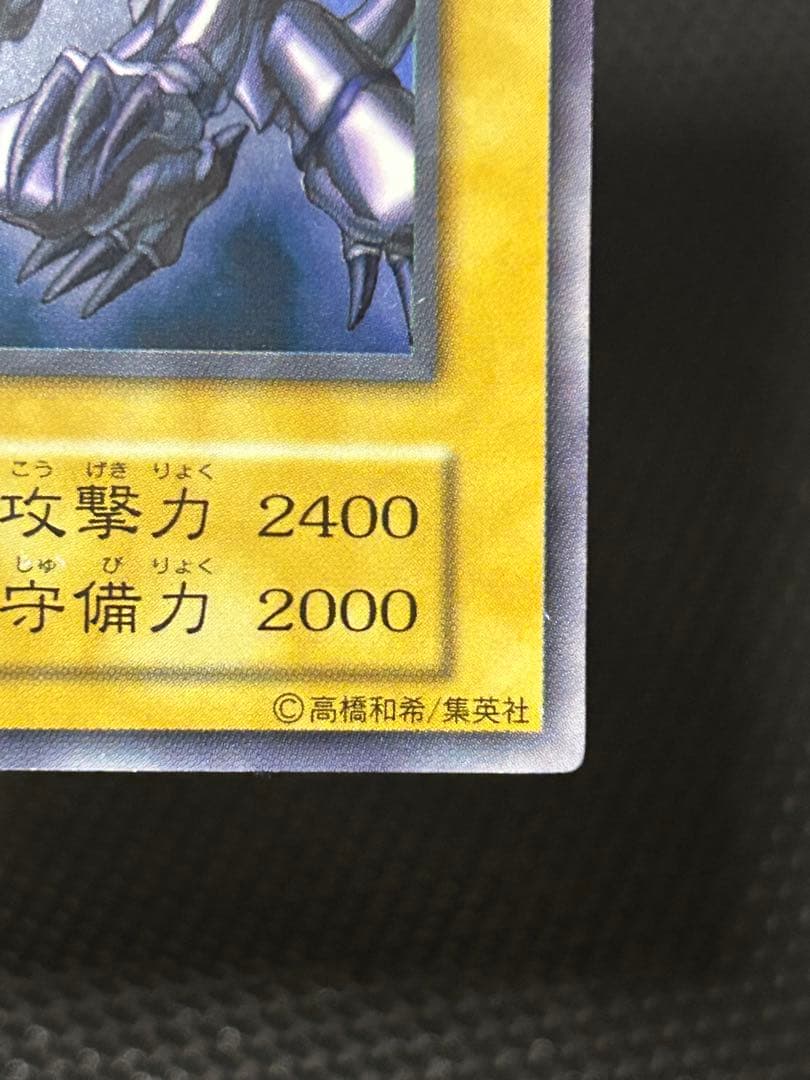 こう げき りょく
攻撃力 2400
しゅ び りょく
守備力 2000
©高橋和希/集英社